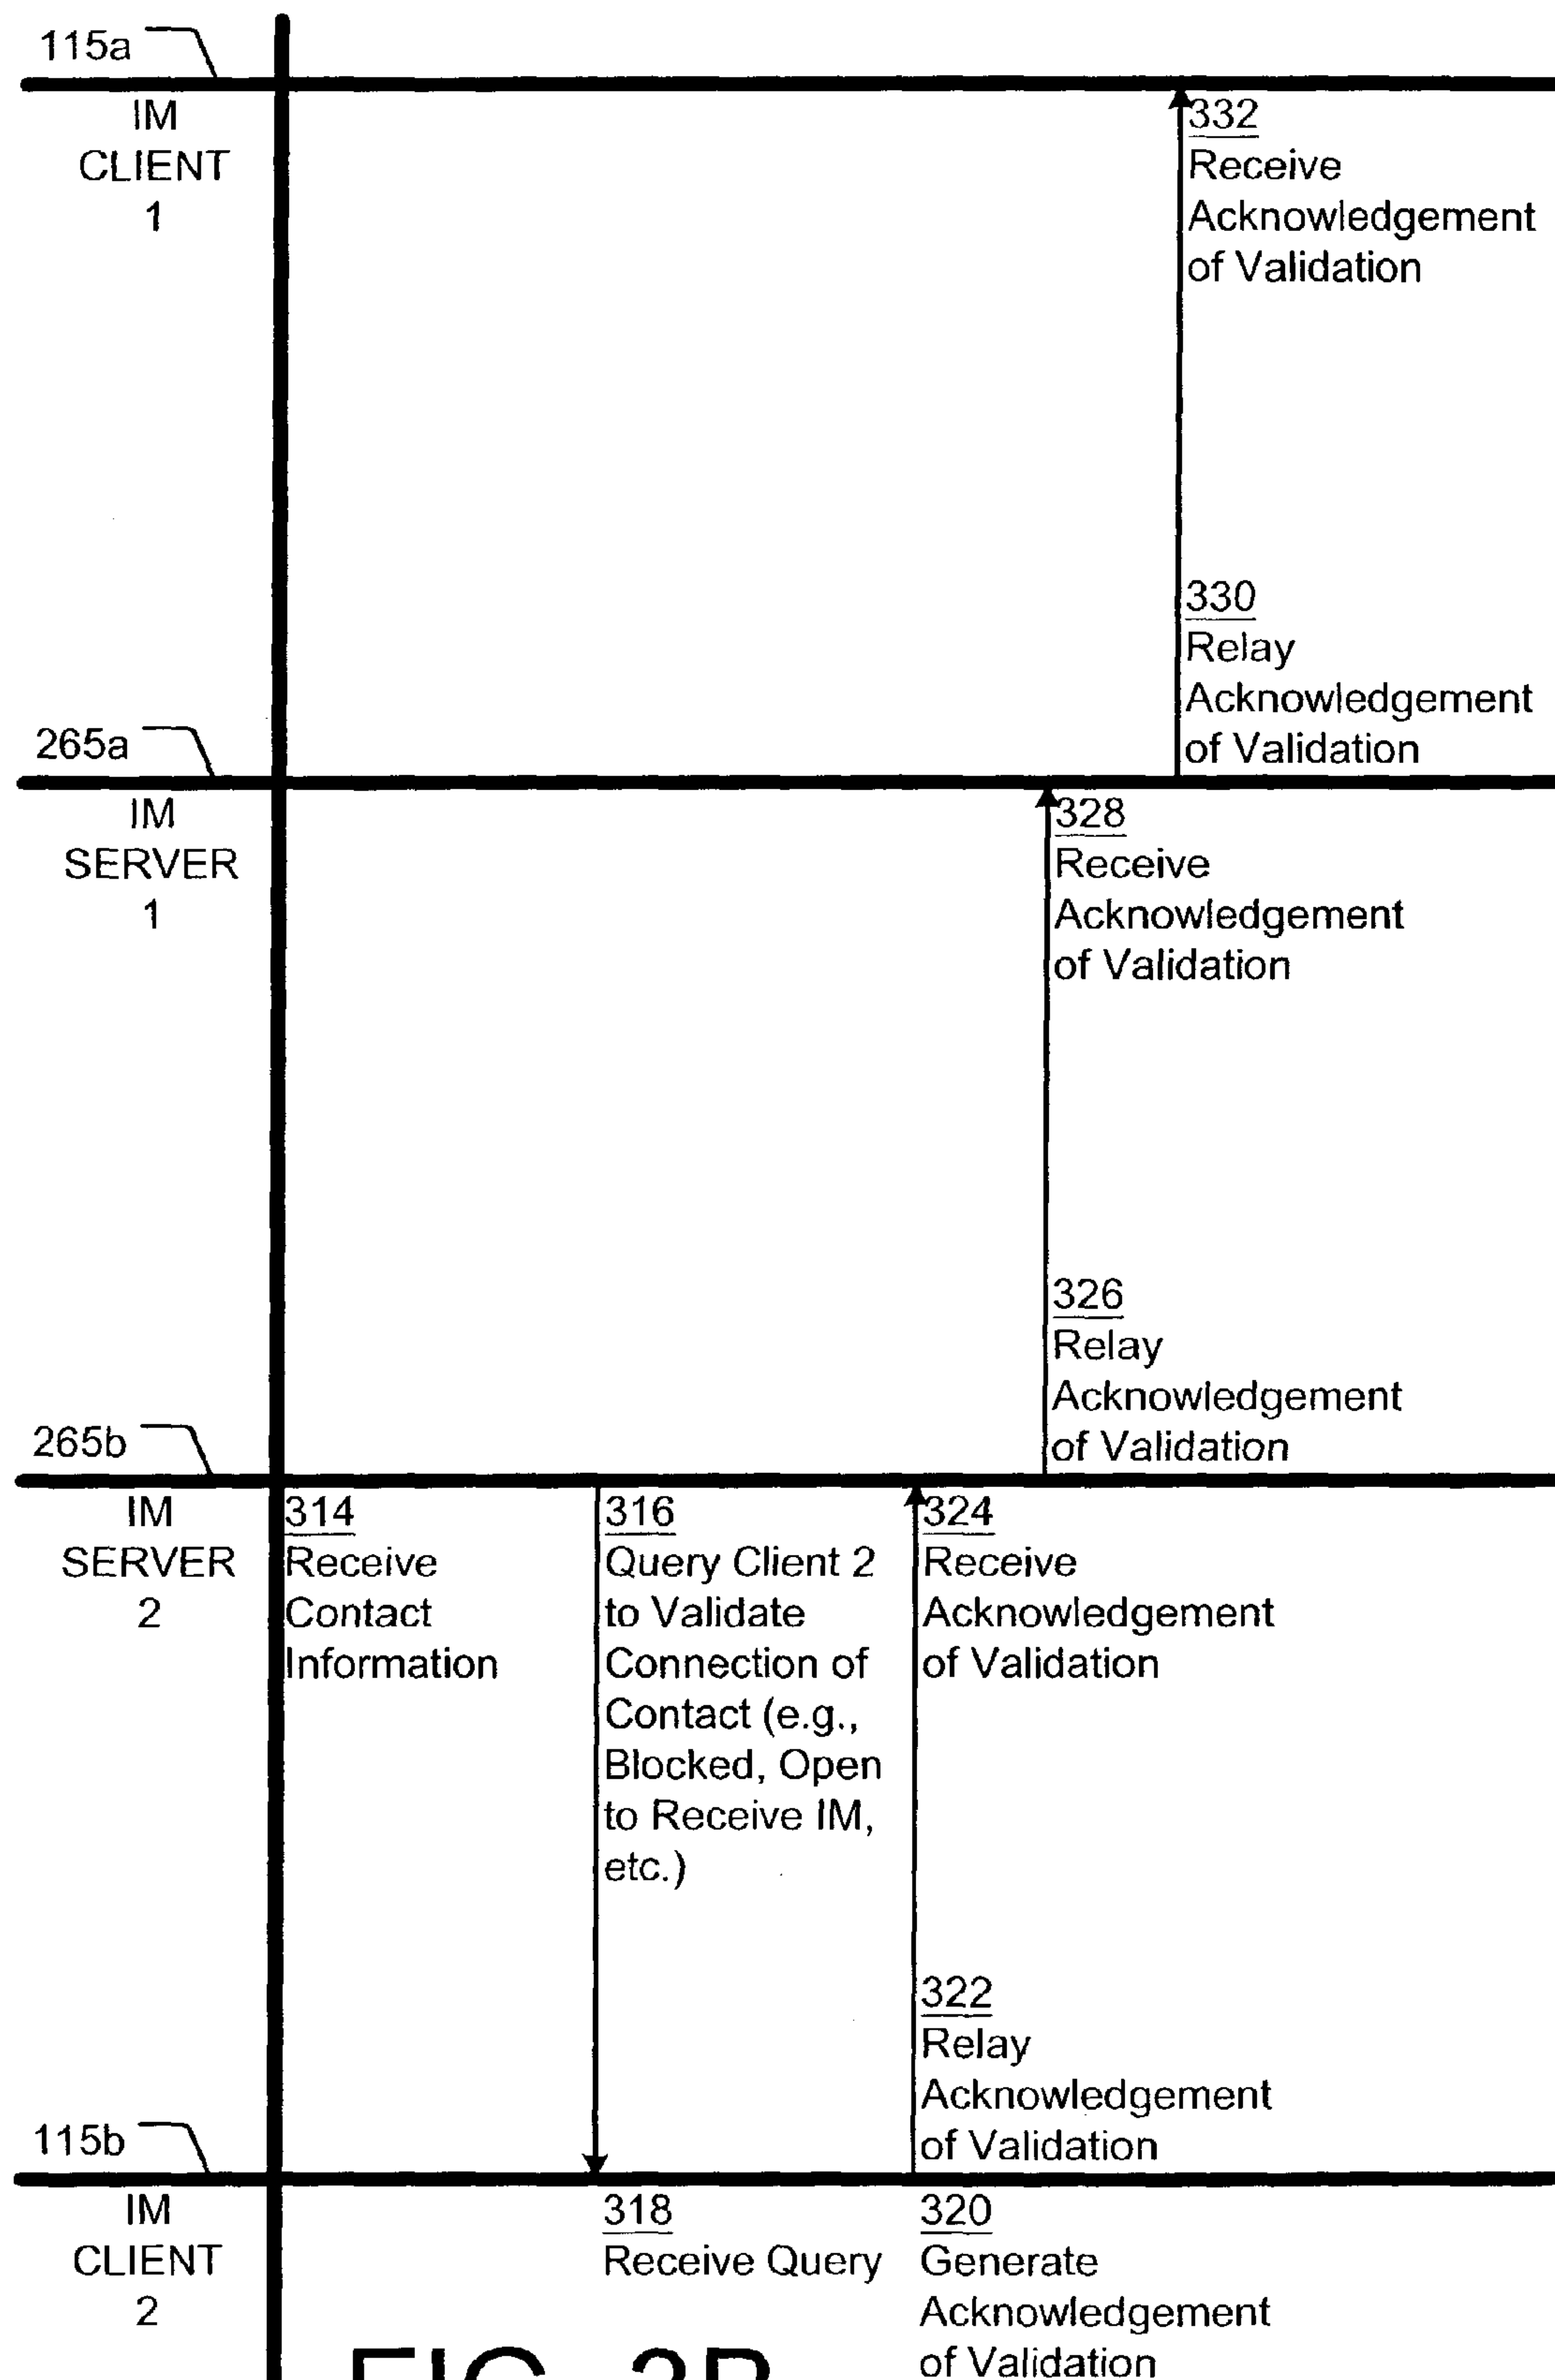 115a
IM
CLIENT
1
332
Receive
Acknowledgement
of Validation
330
Relay
Acknowledgement
of Validation
265a
IM
SERVER
1
328
Receive
Acknowledgement
of Validation
326
Relay
Acknowledgement
of Validation
265b
IM
SERVER
2
314
Receive
Contact
Information
316
Query Client 2
to Validate
Connection of
Contact (e.g.,
Blocked, Open
to Receive IM,
etc.)
324
Receive
Acknowledgement
of Validation
322
Relay
Acknowledgement
of Validation
115b
IM
CLIENT
2
318
Receive Query
320
Generate
Acknowledgement
of Validation